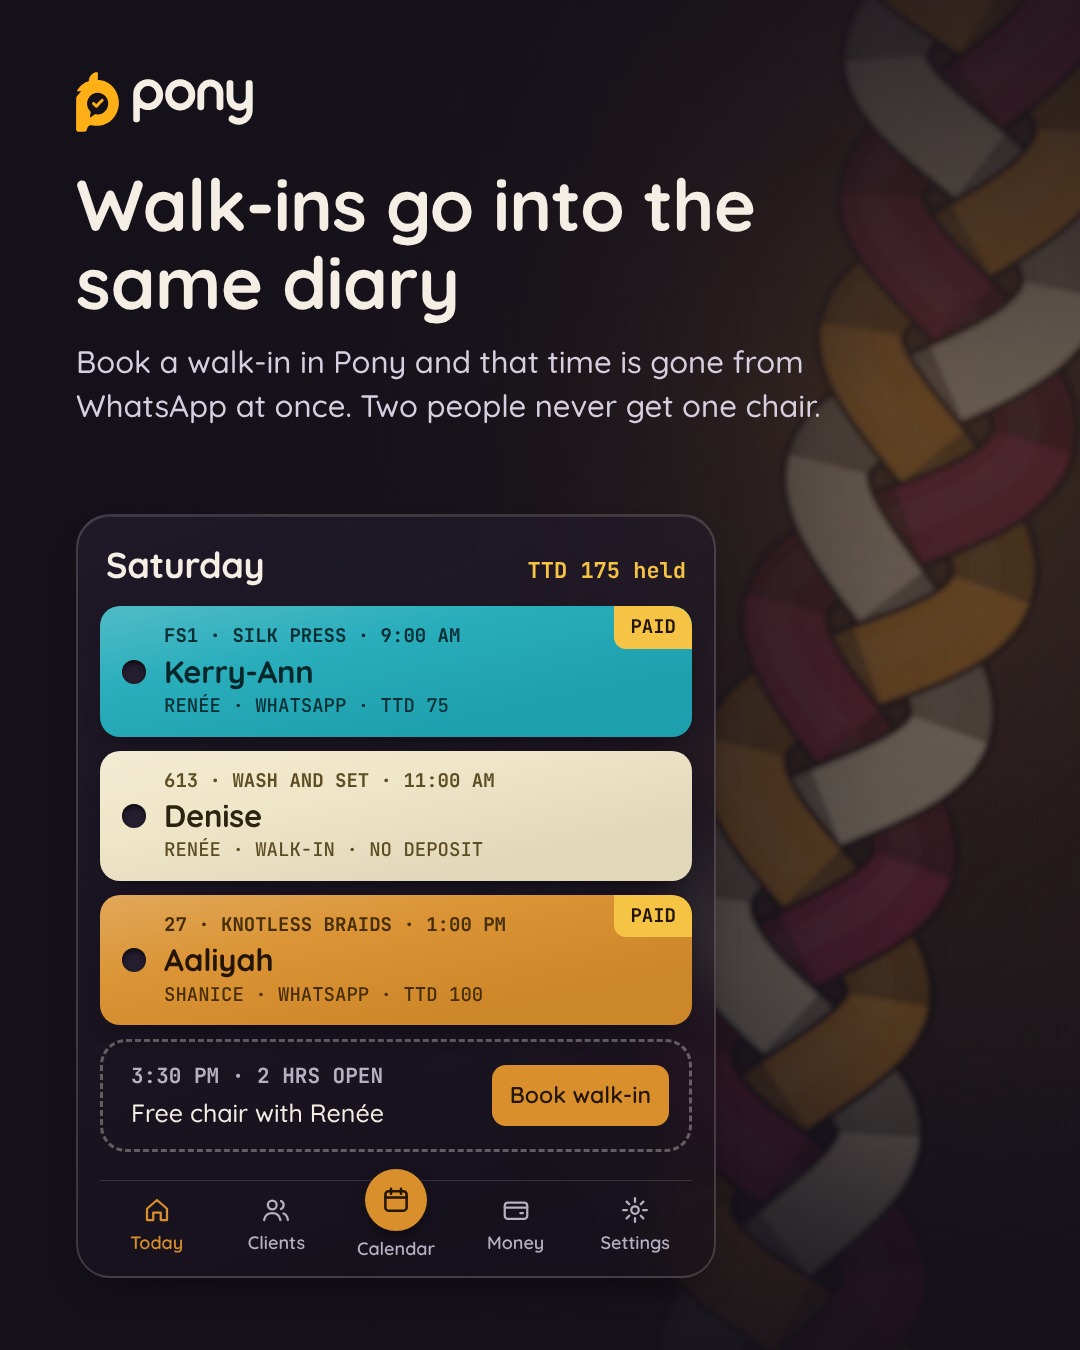 pony
Walk-ins go into the
same diary
Book a walk-in in Pony and that time is gone from
WhatsApp at once. Two people never get one chair.
Saturday
TTD 175 held
FS1 · SILK PRESS · 9:00 AM
PAID
Kerry-Ann
RENÉE · WHATSAPP · TTD 75
613 · WASH AND SET · 11:00 AM
Denise
RENÉE · WALK-IN · NO DEPOSIT
27 · KNOTLESS BRAIDS · 1:00 PM
PAID
Aaliyah
SHANICE · WHATSAPP · TTD 100
3:30 PM · 2 HRS OPEN
Free chair with Renée
Book walk-in
Today
Clients
Calendar
Money
Settings